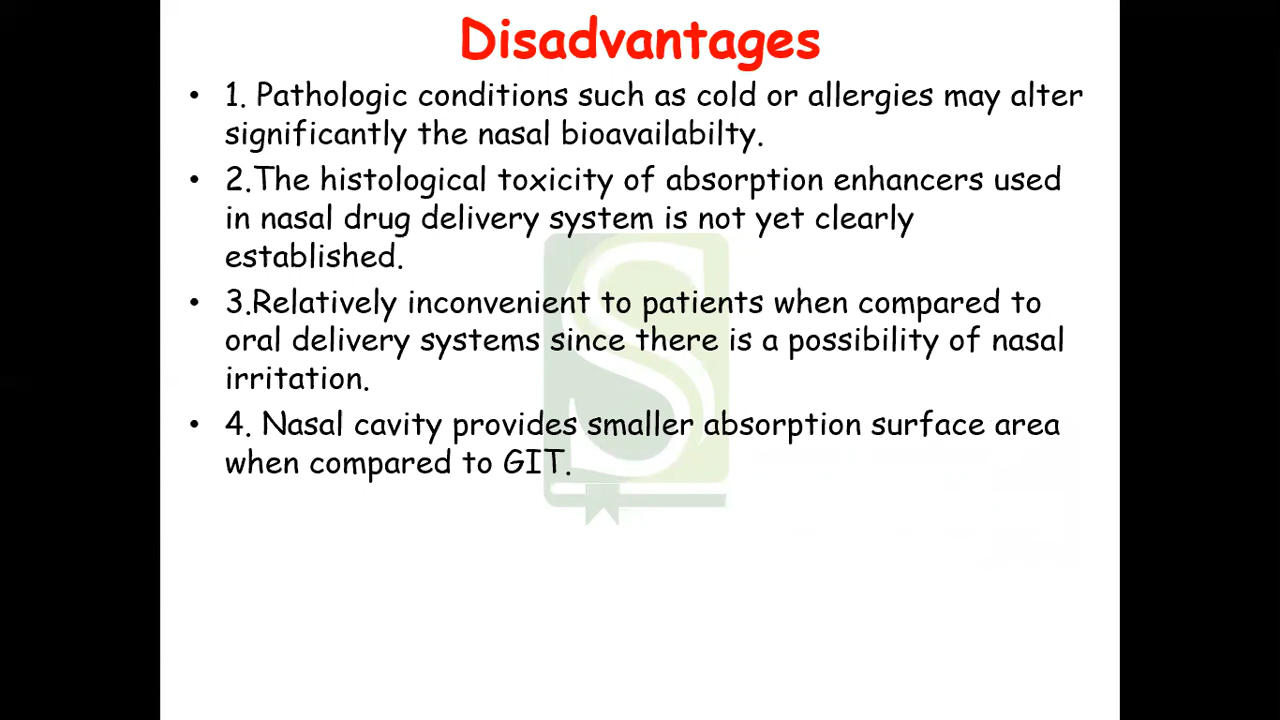 Disadvantages
• 1. Pathologic conditions such as cold or allergies may alter
significantly the nasal bioavailabilty.
• 2.The histological toxicity of absorption enhancers used
in nasal drug delivery system is not yet clearly
established.
• 3.Relatively inconvenient to patients when compared to
oral delivery systems since there is a possibility of nasal
irritation.
• 4. Nasal cavity provides smaller absorption surface area
when compared to GIT.